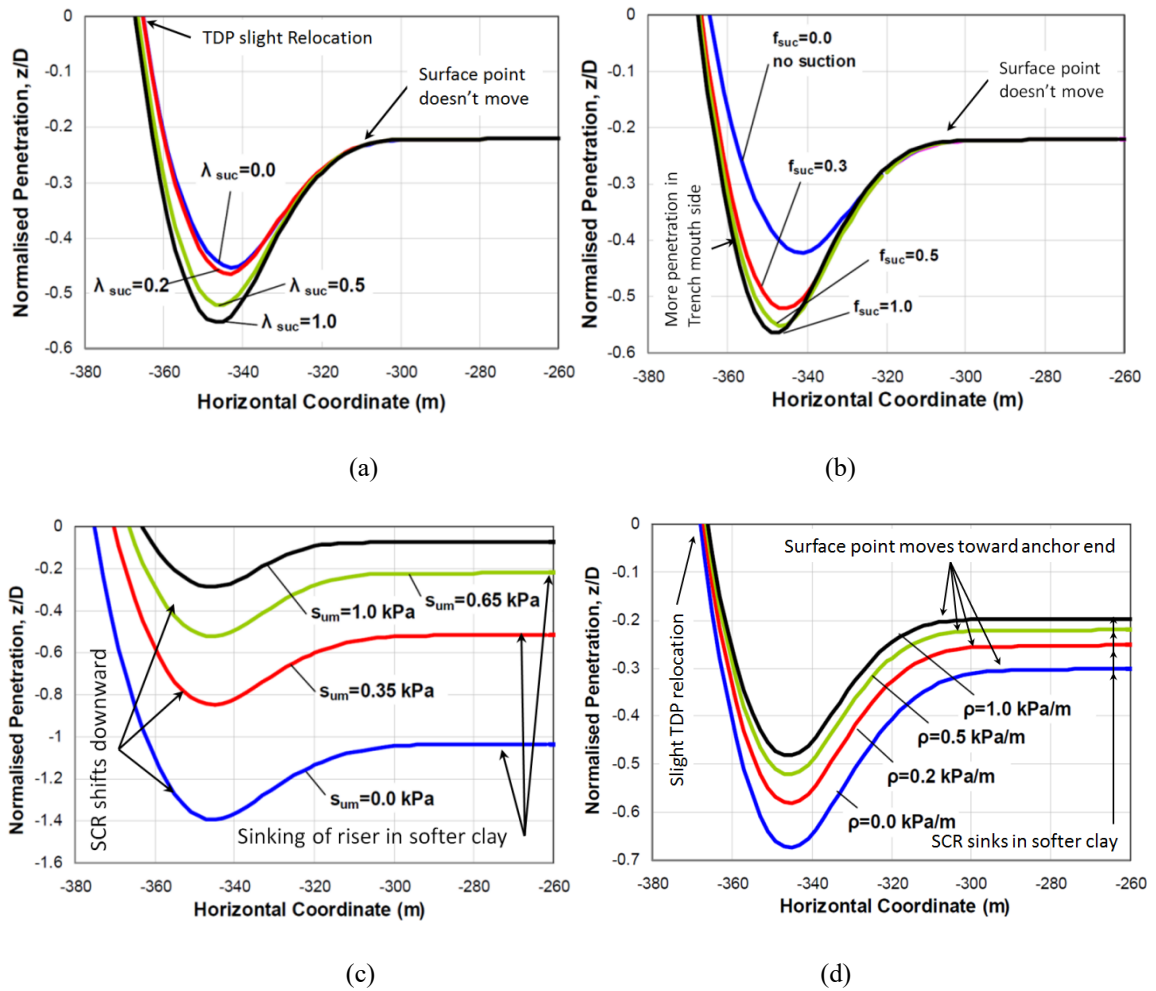 0
-0.1
-0.2
-0.3
-0.4
-0.5
-0.6
Normalised Penetration, z/D
TDP slight Relocation
Surface point
doesn't move
λ suc=0.0
λ suc=0.2
λ suc=0.5
λ suc=1.0
-380
-360
-340
-320
-300
-280
-260
Horizontal Coordinate (m)
(a)
0
-0.1
-0.2
-0.3
-0.4
-0.5
-0.6
Normalised Penetration, z/D
More penetration in
Trench mouth side
fsuc=0.0
no suction
Surface point
doesn't move
fsuc=0.3
fsuc=0.5
fsuc=1.0
-380
-360
-340
-320
-300
-280
-260
Horizontal Coordinate (m)
(b)
0
-0.2
-0.4
-0.6
-0.8
-1
-1.2
-1.4
-1.6
Normalised Penetration, z/D
SCR shifts downward
sum=1.0 kPa
sum=0.65 kPa
sum=0.35 kPa
sum=0.0 kPa
Sinking of riser in softer clay
-380
-360
-340
-320
-300
-280
-260
Horizontal Coordinate (m)
(c)
0
-0.1
-0.2
-0.3
-0.4
-0.5
-0.6
-0.7
Normalised Penetration, z/D
Slight TDP relocation
Surface point moves toward anchor end
ρ=1.0 kPa/m
ρ=0.5 kPa/m
ρ=0.2 kPa/m
ρ=0.0 kPa/m
SCR sinks in softer clay
-380
-360
-340
-320
-300
-280
-260
Horizontal Coordinate (m)
(d)